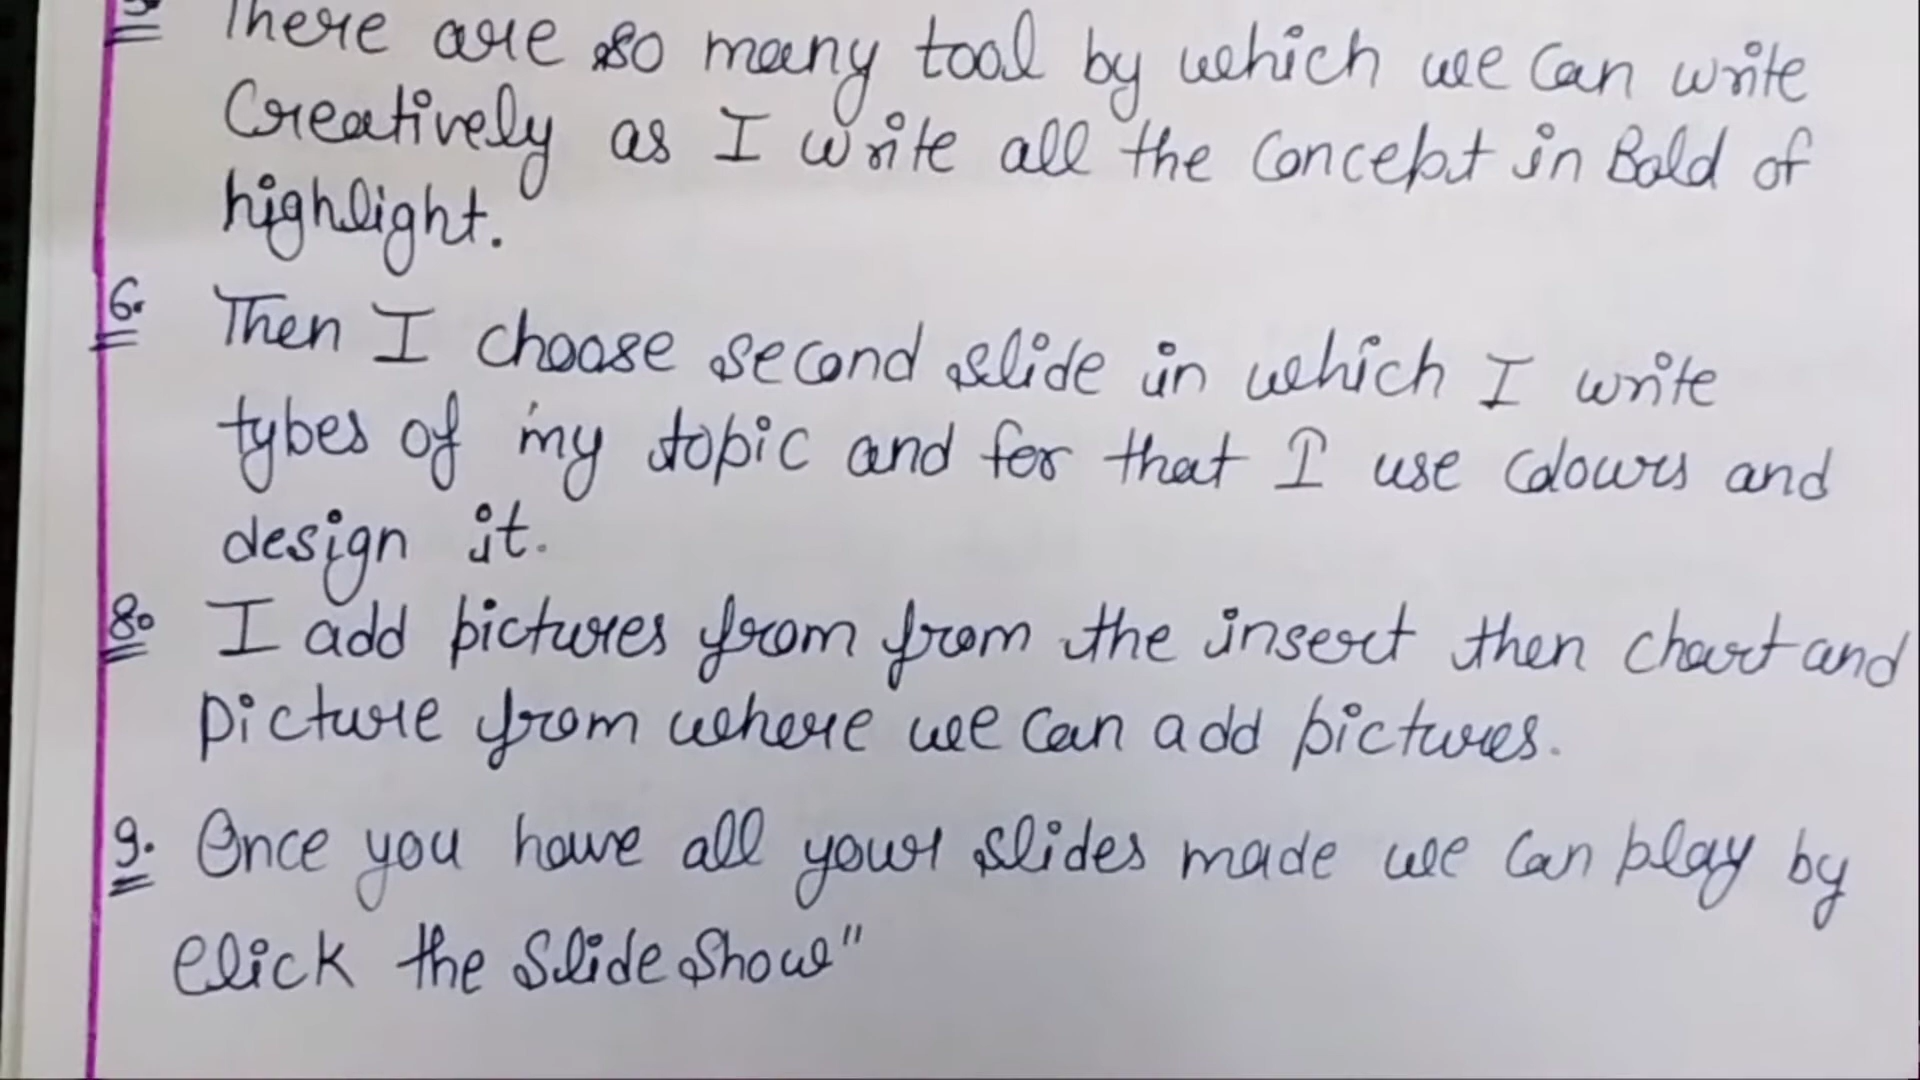 There are so many tool by which we can write
Creatively as I write all the Concept in Bold of
highlight.
6. Then I choose second slide in which I write
types of my topic and for that I use Colours and
design it.
8. I add pictures from from the insert then chart and
Picture from where we can add pictures.
9. Once you have all your slides made we can play by
click the Slide Show"